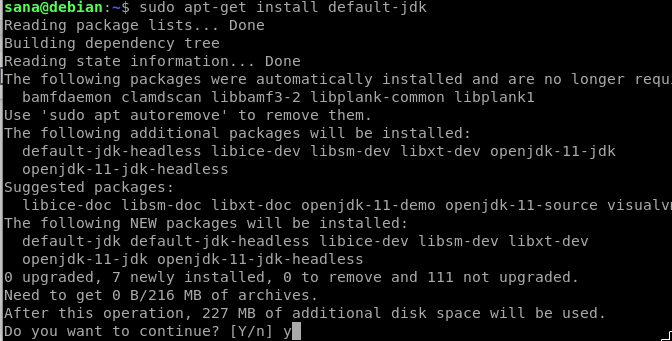 sana@debian:~$ sudo apt-get install default-jdk
Reading package lists... Done
Building dependency tree
Reading state information... Done
The following packages were automatically installed and are no longer requ
  bamfdaemon clamdscan libbamf3-2 libplank-common libplank1
Use 'sudo apt autoremove' to remove them.
The following additional packages will be installed:
  default-jdk-headless libice-dev libsm-dev libxt-dev openjdk-11-jdk
  openjdk-11-jdk-headless
Suggested packages:
  libice-doc libsm-doc libxt-doc openjdk-11-demo openjdk-11-source visualv
The following NEW packages will be installed:
  default-jdk default-jdk-headless libice-dev libsm-dev libxt-dev
  openjdk-11-jdk openjdk-11-jdk-headless
0 upgraded, 7 newly installed, 0 to remove and 111 not upgraded.
Need to get 0 B/216 MB of archives.
After this operation, 227 MB of additional disk space will be used.
Do you want to continue? [Y/n] y